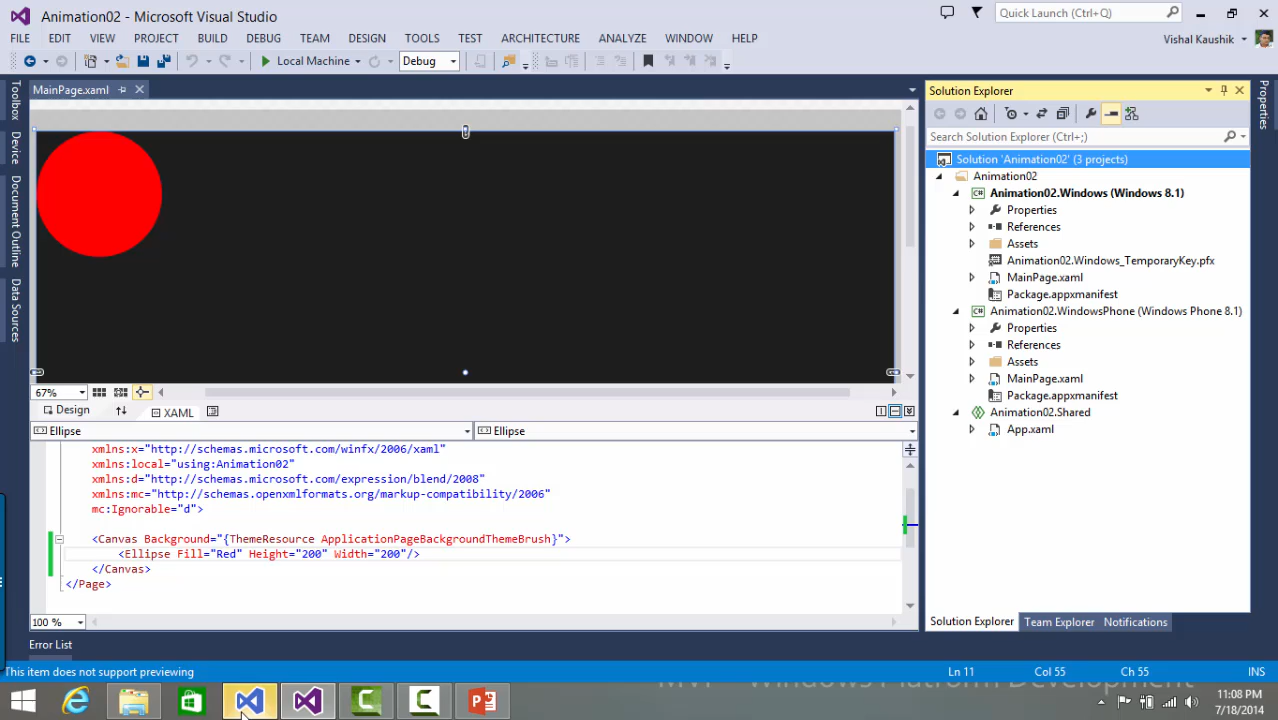 Animation02 - Microsoft Visual Studio
Quick Launch (Ctrl+Q)
FILE EDIT VIEW PROJECT BUILD DEBUG TEAM DESIGN TOOLS TEST ARCHITECTURE ANALYZE WINDOW HELP
Vishal Kaushik
Local Machine Debug
Toolbox
Device
Document Outline
Data Sources
MainPage.xaml
67%
Design
XAML
Ellipse Ellipse
xmlns:x="http://schemas.microsoft.com/winfx/2006/xaml"
xmlns:local="using:Animation02"
xmlns:d="http://schemas.microsoft.com/expression/blend/2008"
xmlns:mc="http://schemas.openxmlformats.org/markup-compatibility/2006"
mc:Ignorable="d">
<Canvas Background="{ThemeResource ApplicationPageBackgroundThemeBrush}">
<Ellipse Fill="Red" Height="200" Width="200"/>
</Canvas>
</Page>
100 %
Error List
Solution Explorer
Search Solution Explorer (Ctrl+;)
Solution 'Animation02' (3 projects)
Animation02
Animation02.Windows (Windows 8.1)
Properties
References
Assets
Animation02.Windows_TemporaryKey.pfx
MainPage.xaml
Package.appxmanifest
Animation02.WindowsPhone (Windows Phone 8.1)
Properties
References
Assets
MainPage.xaml
Package.appxmanifest
Animation02.Shared
App.xaml
Solution Explorer Team Explorer Notifications
Properties
This item does not support previewing
Ln 11 Col 55 Ch 55 INS
MVP - Windows Platform Development
11:08 PM
7/18/2014